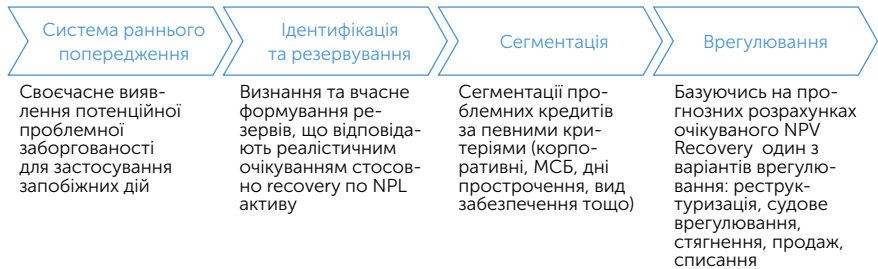 Система раннього
попередження
Ідентифікація
та резервування
Сегментація
Врегулювання
Своєчасне вияв-
лення потенційної
проблемної
заборгованості
для застосування
запобіжних дій
Визнання та вчасне
формування ре-
зервів, що відповіда-
ють реалістичним
очікуванням стосов-
но recovery по NPL
активу
Сегментації про-
блемних кредитів
за певними кри-
теріями (корпо-
ративні, МСБ, дні
прострочення, вид
забезпечення тощо)
Базуючись на про-
гнозних розрахунках
очікуваного NPV
Recovery один з
варіантів врегулю-
вання: реструк-
туризація, судове
врегулювання,
стягнення, продаж,
списання